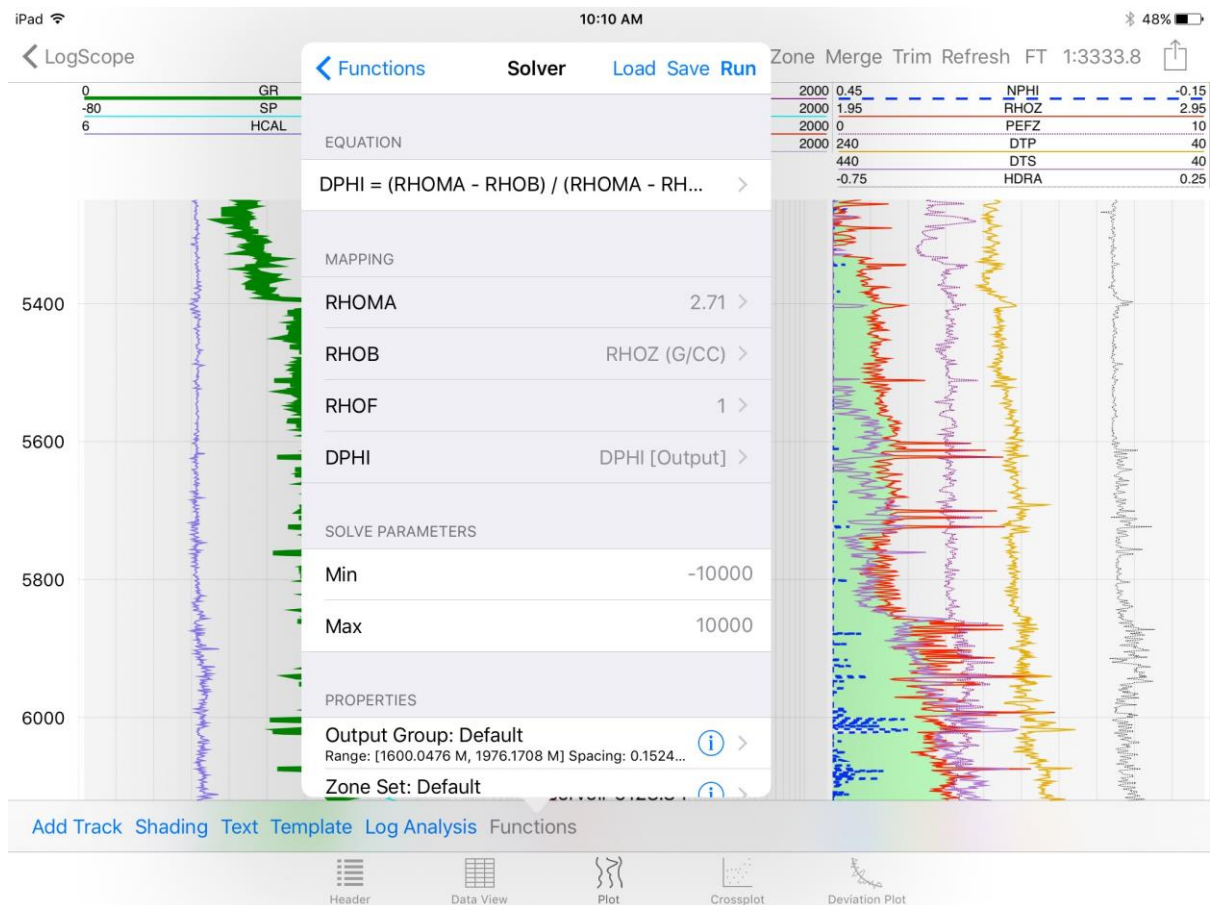 iPad 10:10 AM 48%
LogScope
Functions Solver Load Save Run
Zone Merge Trim Refresh FT 1:3333.8
0 GR
-80 SP
6 HCAL
2000
2000
2000
2000
0.45 NPHI -0.15
1.95 RHOZ 2.95
0 PEFZ 10
240 DTP 40
440 DTS 40
-0.75 HDRA 0.25
EQUATION
DPHI = (RHOMA - RHOB) / (RHOMA - RH...
MAPPING
RHOMA 2.71
RHOB RHOZ (G/CC)
RHOF 1
DPHI DPHI [Output]
SOLVE PARAMETERS
Min -10000
Max 10000
PROPERTIES
Output Group: Default
Range: [1600.0476 M, 1976.1708 M] Spacing: 0.1524...
Zone Set: Default
5400
5600
5800
6000
Add Track Shading Text Template Log Analysis Functions
Header Data View Plot Crossplot Deviation Plot